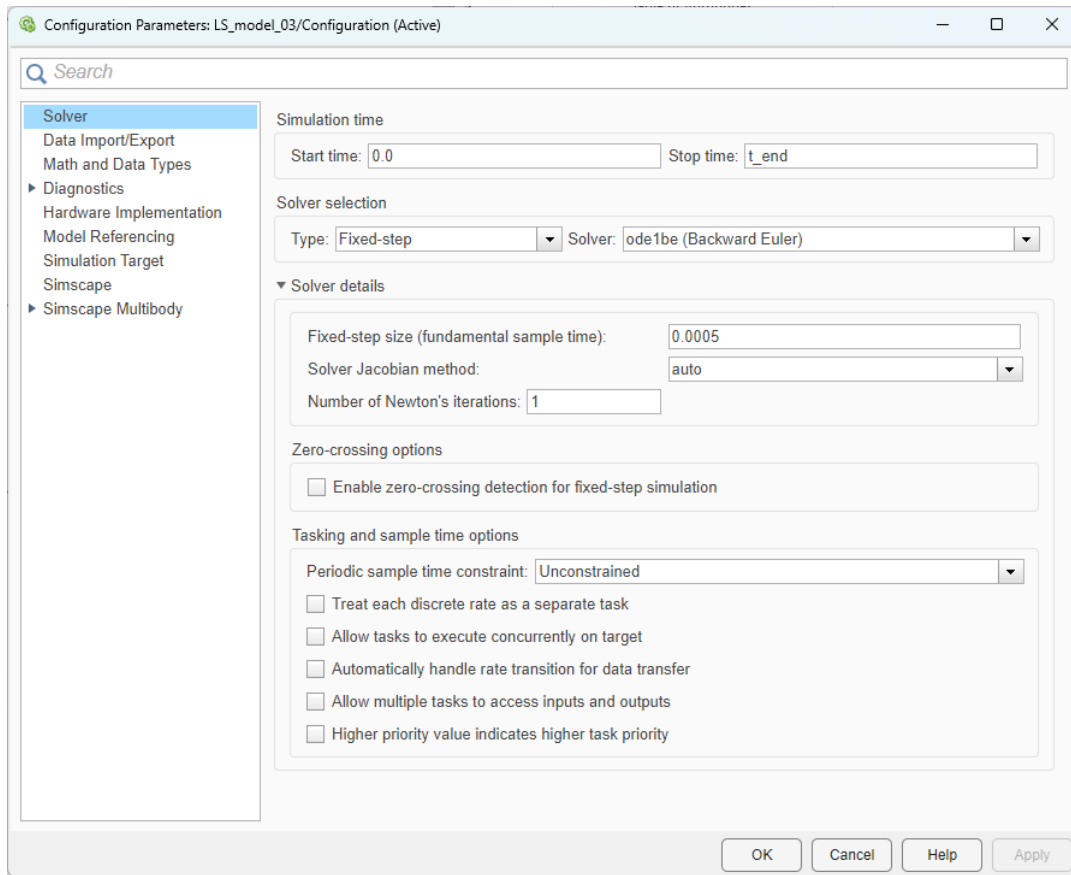 Configuration Parameters: LS_model_03/Configuration (Active)
Search
Solver
Data Import/Export
Math and Data Types
Diagnostics
Hardware Implementation
Model Referencing
Simulation Target
Simscape
Simscape Multibody
Simulation time
Start time: 0.0 Stop time: t_end
Solver selection
Type: Fixed-step Solver: ode1be (Backward Euler)
Solver details
Fixed-step size (fundamental sample time): 0.0005
Solver Jacobian method: auto
Number of Newton's iterations: 1
Zero-crossing options
Enable zero-crossing detection for fixed-step simulation
Tasking and sample time options
Periodic sample time constraint: Unconstrained
Treat each discrete rate as a separate task
Allow tasks to execute concurrently on target
Automatically handle rate transition for data transfer
Allow multiple tasks to access inputs and outputs
Higher priority value indicates higher task priority
OK Cancel Help Apply